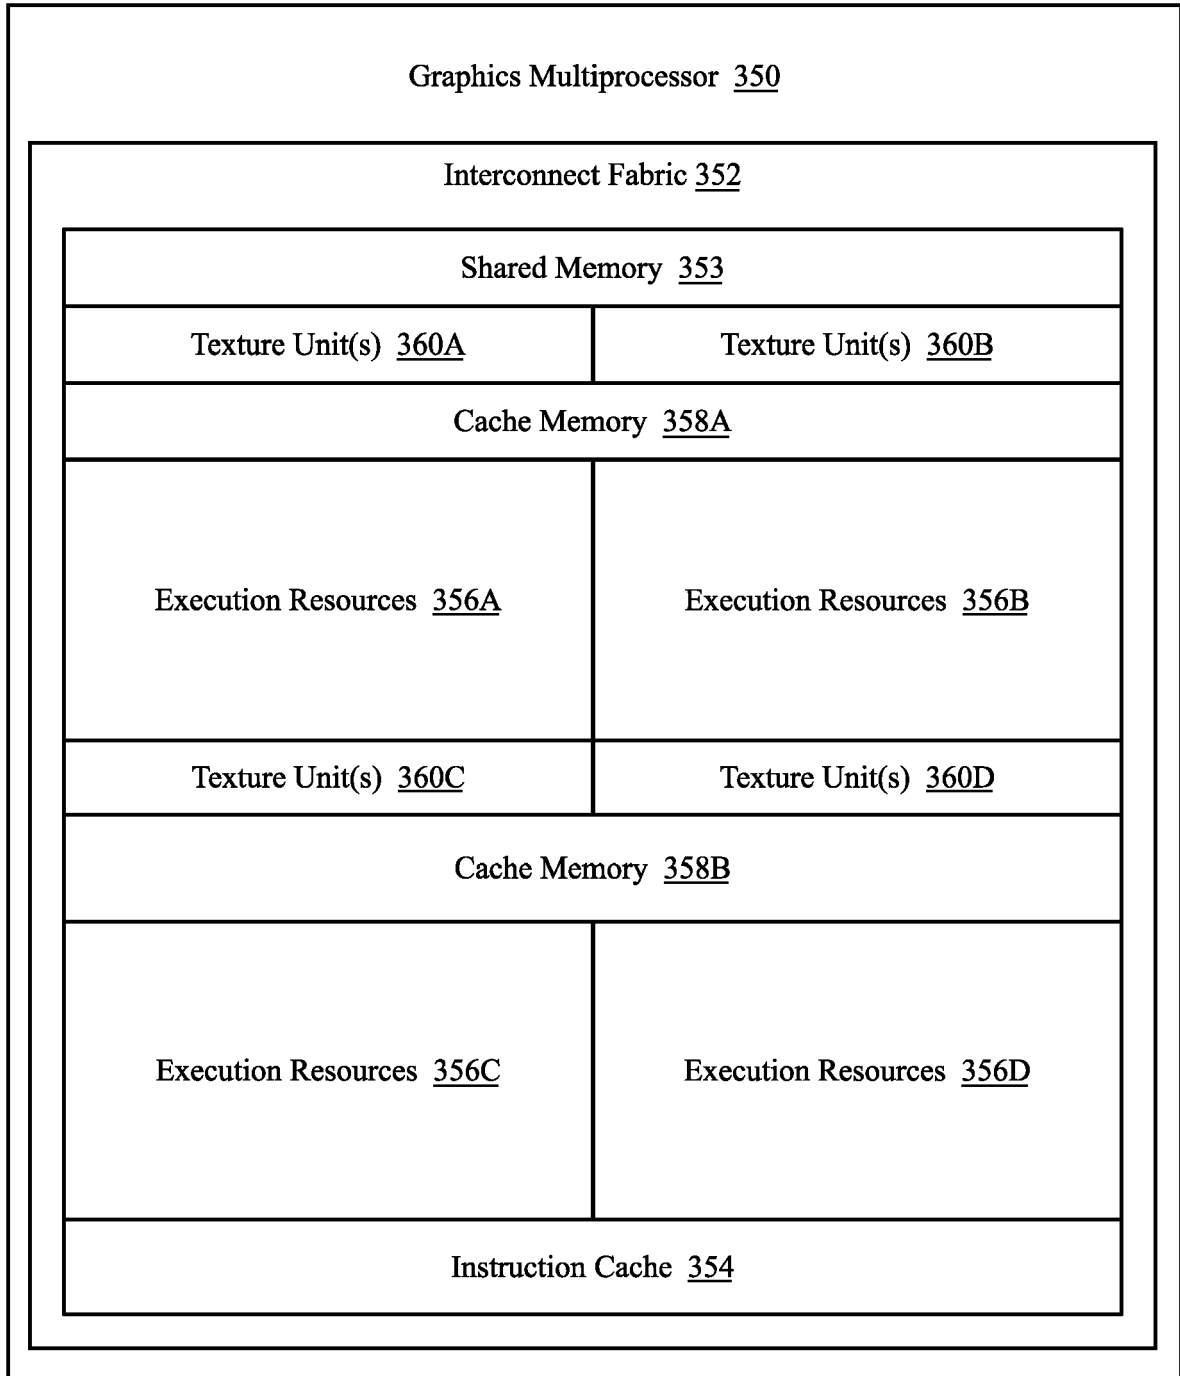 Graphics Multiprocessor 350
Interconnect Fabric 352
Shared Memory 353
Texture Unit(s) 360A
Texture Unit(s) 360B
Cache Memory 358A
Execution Resources 356A
Execution Resources 356B
Texture Unit(s) 360C
Texture Unit(s) 360D
Cache Memory 358B
Execution Resources 356C
Execution Resources 356D
Instruction Cache 354